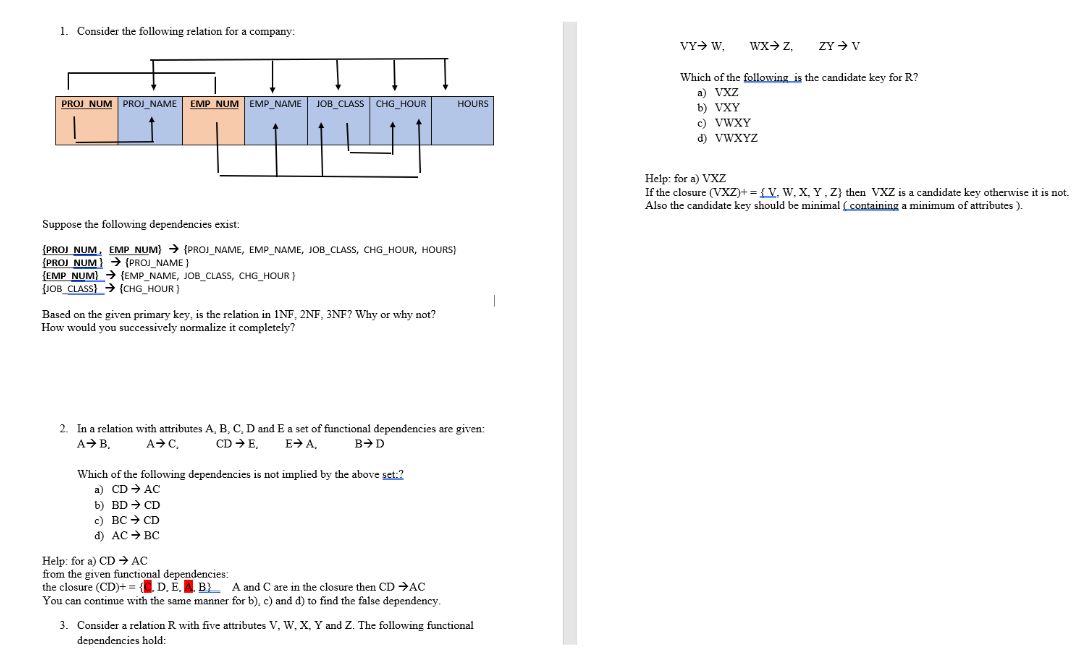 1. Consider the following relation for a company:
PROJ_NUM PROJ_NAME EMP_NUM EMP_NAME JOB_CLASS CHG_HOUR HOURS
Suppose the following dependencies exist:
{PROJ_NUM, EMP_NUM} → {PROJ_NAME, EMP_NAME, JOB_CLASS, CHG_HOUR, HOURS}
{PROJ_NUM} → {PROJ_NAME }
{EMP_NUM} → {EMP_NAME, JOB_CLASS, CHG_HOUR }
{JOB_CLASS} → {CHG_HOUR }
Based on the given primary key, is the relation in 1NF, 2NF, 3NF? Why or why not?
How would you successively normalize it completely?
2. In a relation with attributes A, B, C, D and E a set of functional dependencies are given:
A→ B, A→ C, CD → E, E→ A, B→ D
Which of the following dependencies is not implied by the above set:?
a) CD → AC
b) BD → CD
c) BC → CD
d) AC → BC
Help: for a) CD → AC
from the given functional dependencies:
the closure (CD)+ = {C, D, E, A, B} A and C are in the closure then CD →AC
You can continue with the same manner for b), c) and d) to find the false dependency.
3. Consider a relation R with five attributes V, W, X, Y and Z. The following functional
dependencies hold:
VY→ W, WX→ Z, ZY → V
Which of the following is the candidate key for R?
a) VXZ
b) VXY
c) VWXY
d) VWXYZ
Help: for a) VXZ
If the closure (VXZ)+ = { V, W, X, Y , Z} then VXZ is a candidate key otherwise it is not.
Also the candidate key should be minimal ( containing a minimum of attributes ).